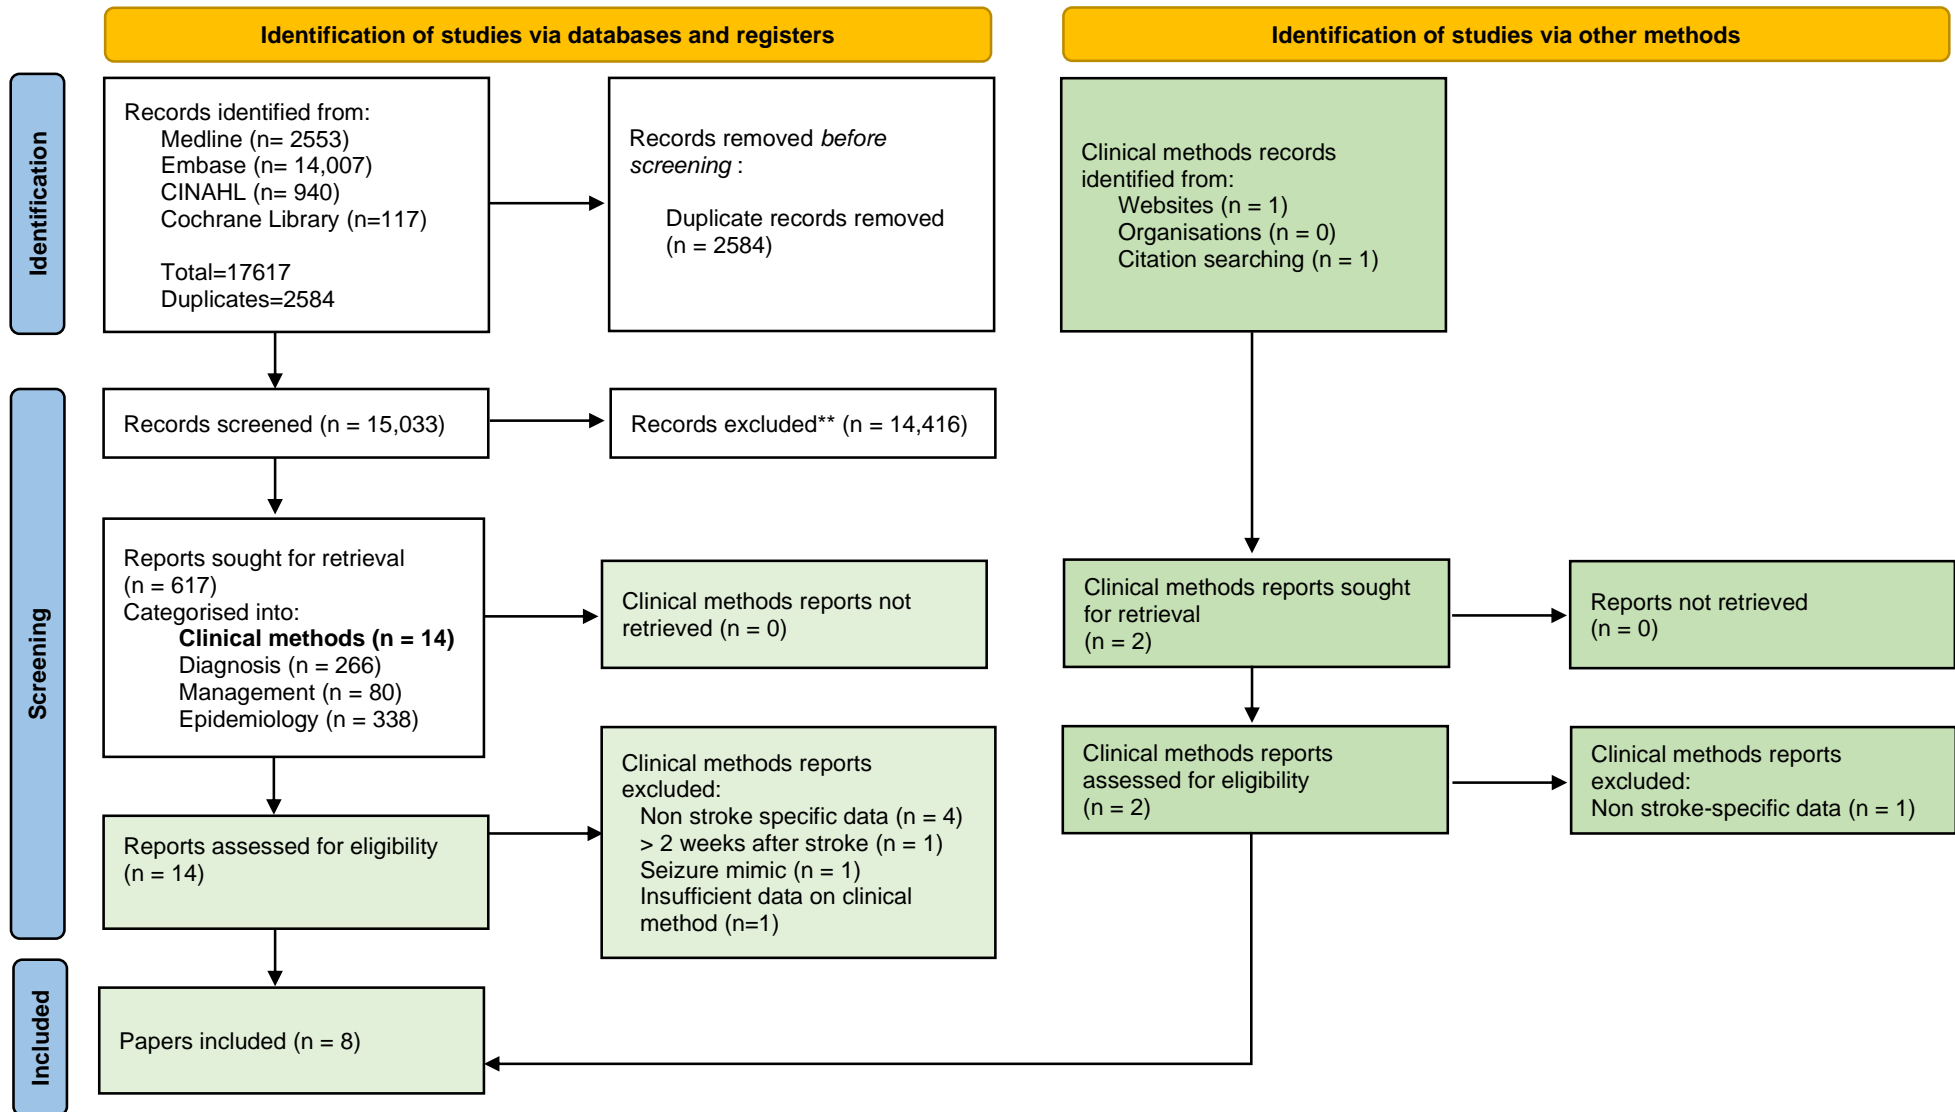 Identification of studies via databases and registers
Identification of studies via other methods
Identification
Records identified from:
Medline (n= 2553)
Embase (n= 14,007)
CINAHL (n= 940)
Cochrane Library (n=117)
Total=17617
Duplicates=2584
Records removed before
screening :
Duplicate records removed
(n = 2584)
Clinical methods records
identified from:
Websites (n = 1)
Organisations (n = 0)
Citation searching (n = 1)
Screening
Records screened (n = 15,033)
Records excluded** (n = 14,416)
Reports sought for retrieval
(n = 617)
Categorised into:
Clinical methods (n = 14)
Diagnosis (n = 266)
Management (n = 80)
Epidemiology (n = 338)
Clinical methods reports not
retrieved (n = 0)
Clinical methods reports sought
for retrieval
(n = 2)
Reports not retrieved
(n = 0)
Reports assessed for eligibility
(n = 14)
Clinical methods reports
excluded:
Non stroke specific data (n = 4)
> 2 weeks after stroke (n = 1)
Seizure mimic (n = 1)
Insufficient data on clinical
method (n=1)
Clinical methods reports
assessed for eligibility
(n = 2)
Clinical methods reports
excluded:
Non stroke-specific data (n = 1)
Included
Papers included (n = 8)